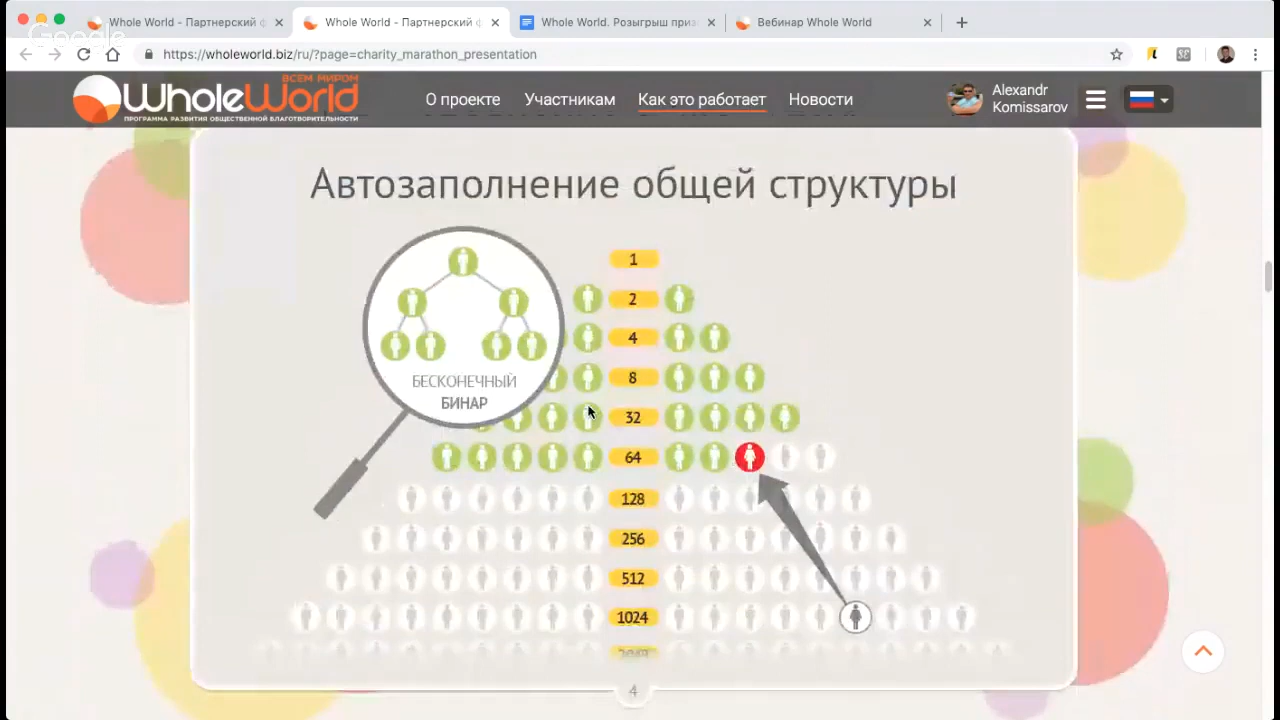 Whole World - Партнерский ф
Whole World - Партнерский ф
Whole World. Розыгрыш приз
Вебинар Whole World
Google
https://wholeworld.biz/ru/?page=charity_marathon_presentation
ВСЕМ МИРОМ
WholeWorld
ПРОГРАММА РАЗВИТИЯ ОБЩЕСТВЕННОЙ БЛАГОТВОРИТЕЛЬНОСТИ
О проекте
Участникам
Как это работает
Новости
Alexandr
Komissarov
Автозаполнение общей структуры
БЕСКОНЕЧНЫЙ
БИНАР
1
2
4
8
32
64
128
256
512
1024
4